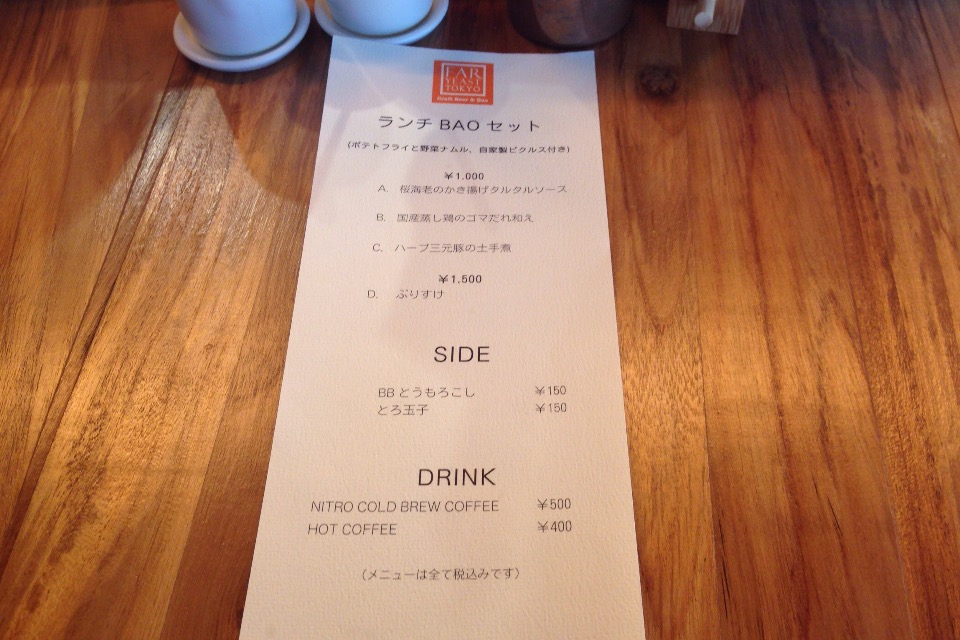 FAR
YEAST
TOKYO
Craft Beer & Bao
ランチ BAO セット
(ポテトフライと野菜ナムル、自家製ピクルス付き)
¥1,000
A. 桜海老のかき揚げタルタルソース
B. 国産蒸し鶏のゴマだれ和え
C. ハーブ三元豚の土手煮
¥1,500
D. ぷりすけ
SIDE
BB とうもろこし ¥150
とろ玉子 ¥150
DRINK
NITRO COLD BREW COFFEE ¥500
HOT COFFEE ¥400
(メニューは全て税込みです)